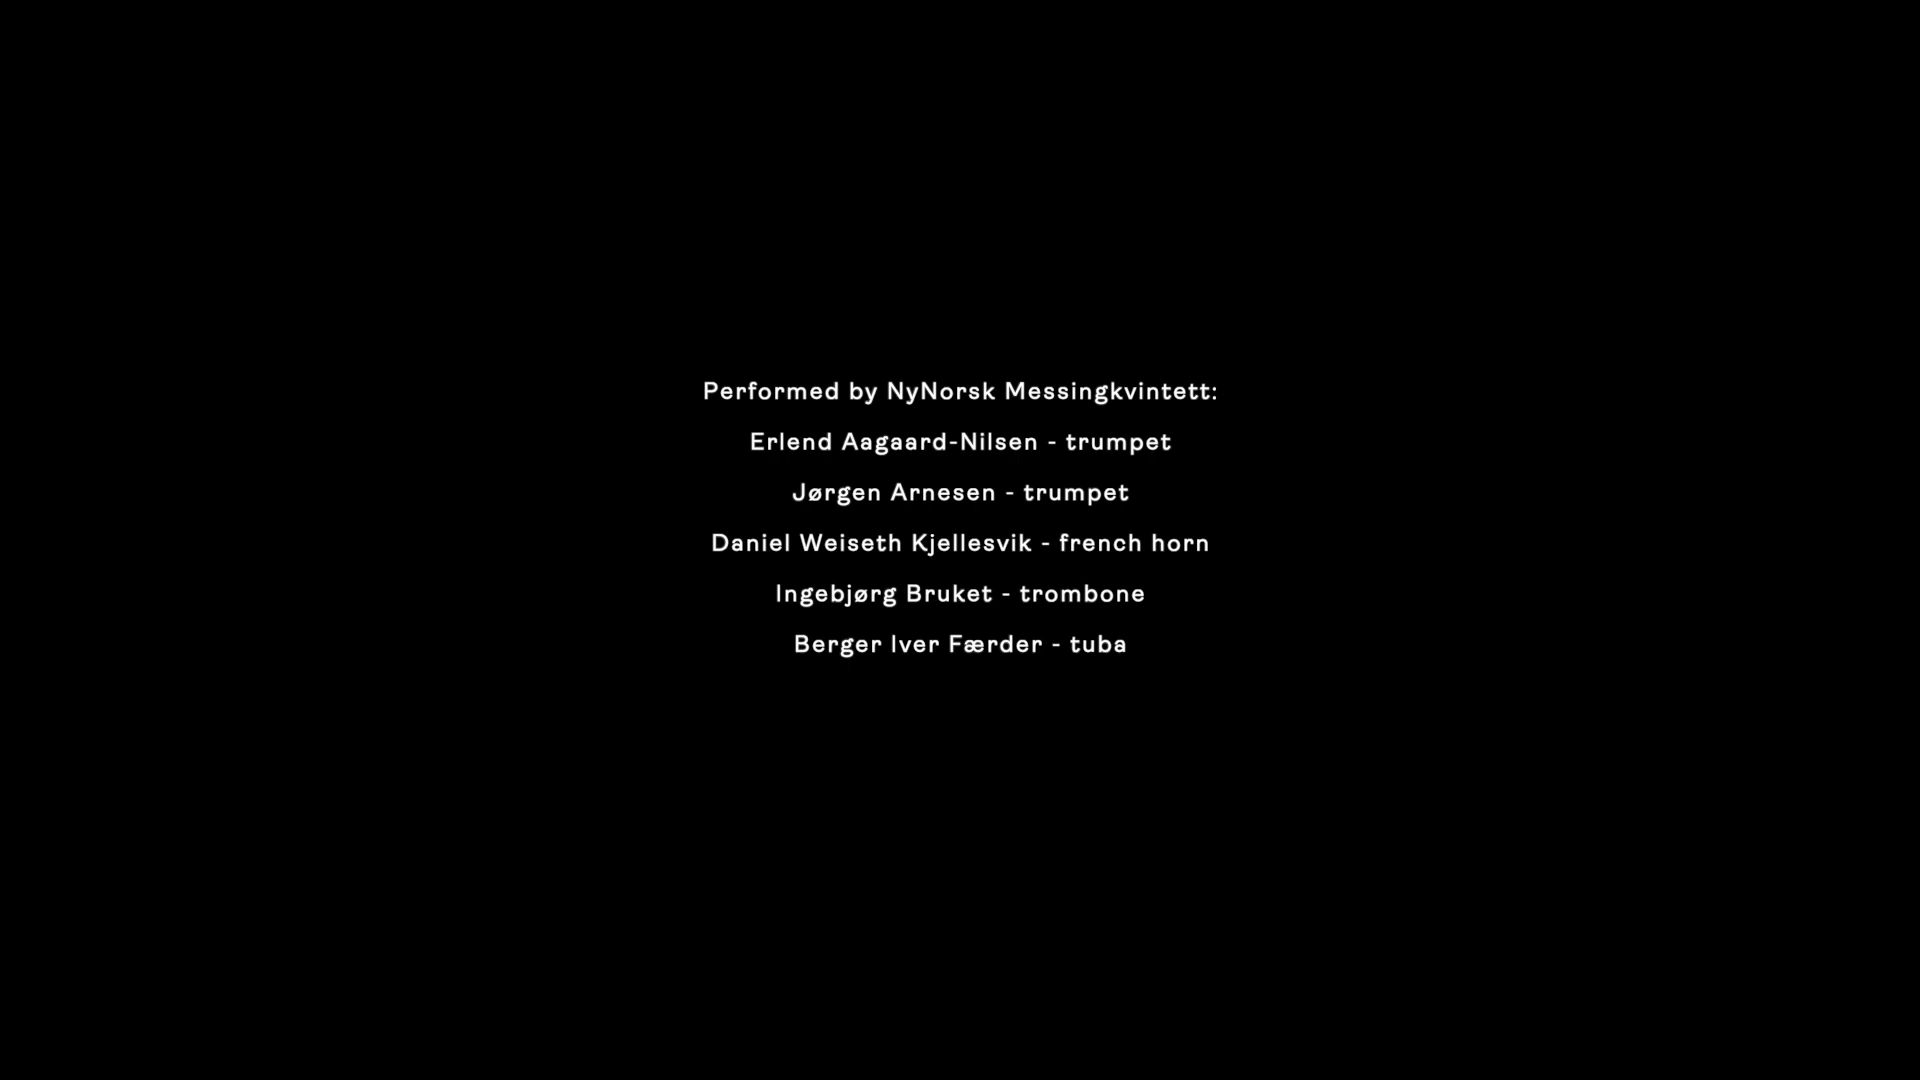 Performed by NyNorsk Messingkvintett:
Erlend Aagaard-Nilsen - trumpet
Jørgen Arnesen - trumpet
Daniel Weiseth Kjellesvik - french horn
Ingebjørg Bruket - trombone
Berger Iver Færder - tuba